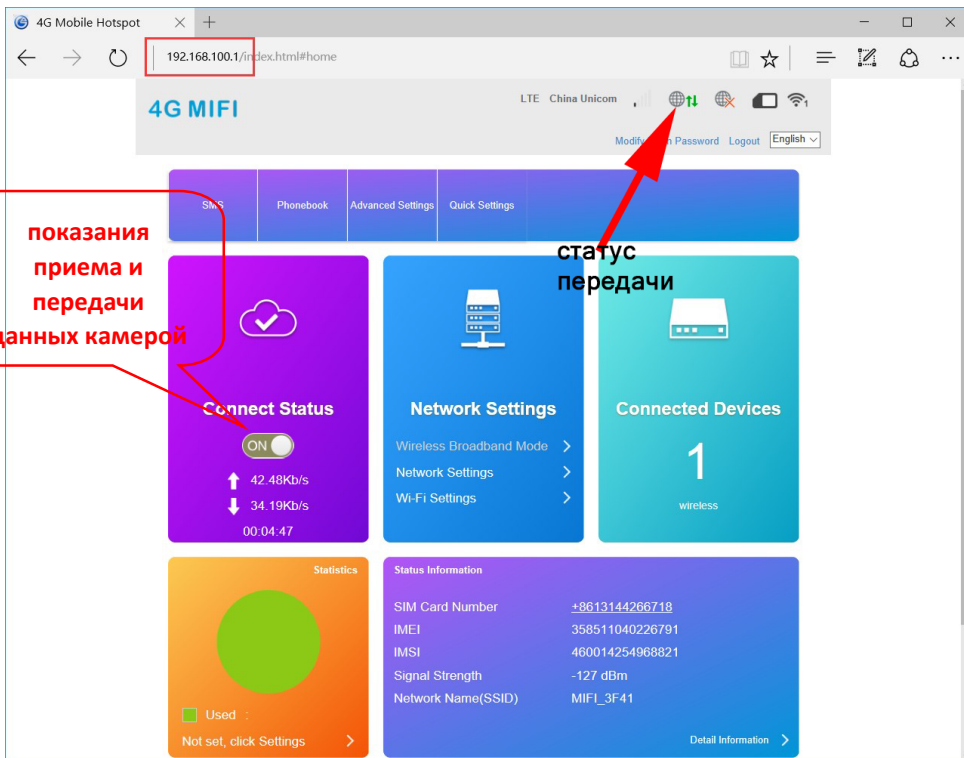 4G Mobile Hotspot
192.168.100.1/index.html#home
4G MIFI
LTE China Unicom
1
Modify Password Logout English
SMS Phonebook Advanced Settings Quick Settings
показания
приема и
передачи
данных камерой
статус
передачи
Connect Status
ON
42.48Kb/s
34.19Kb/s
00:04:47
Network Settings
Wireless Broadband Mode
Network Settings
Wi-Fi Settings
Connected Devices
1
wireless
Statistics
Used :
Not set, click Settings
Status Information
SIM Card Number +8613144266718
IMEI 358511040226791
IMSI 460014254968821
Signal Strength -127 dBm
Network Name(SSID) MIFI_3F41
Detail Information